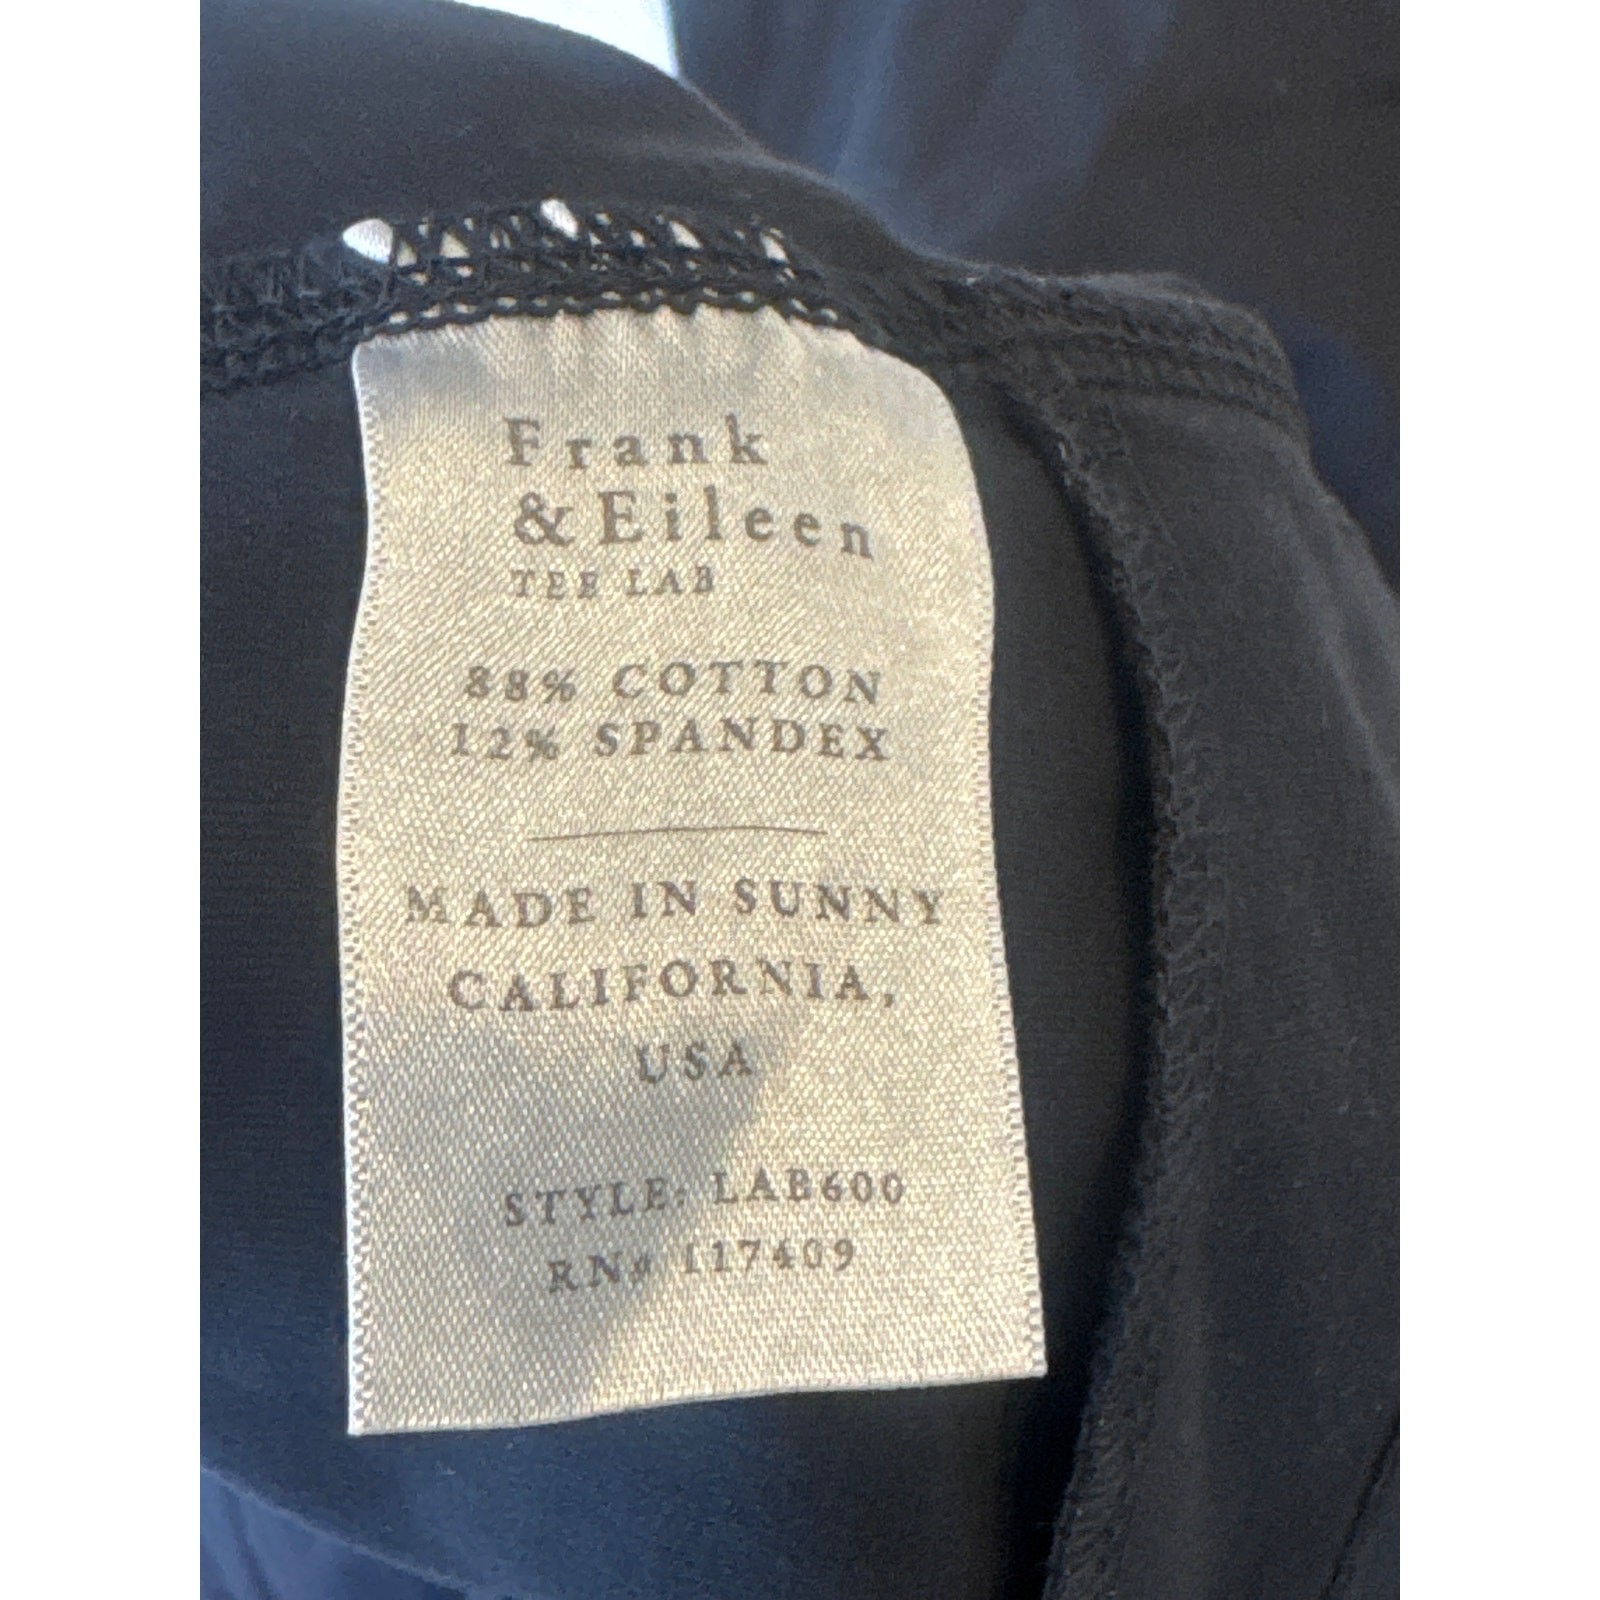 Frank
& Eileen
TEE LAB
88% COTTON
12% SPANDEX
MADE IN SUNNY
CALIFORNIA,
USA
STYLE: LAB600
RN# 117409